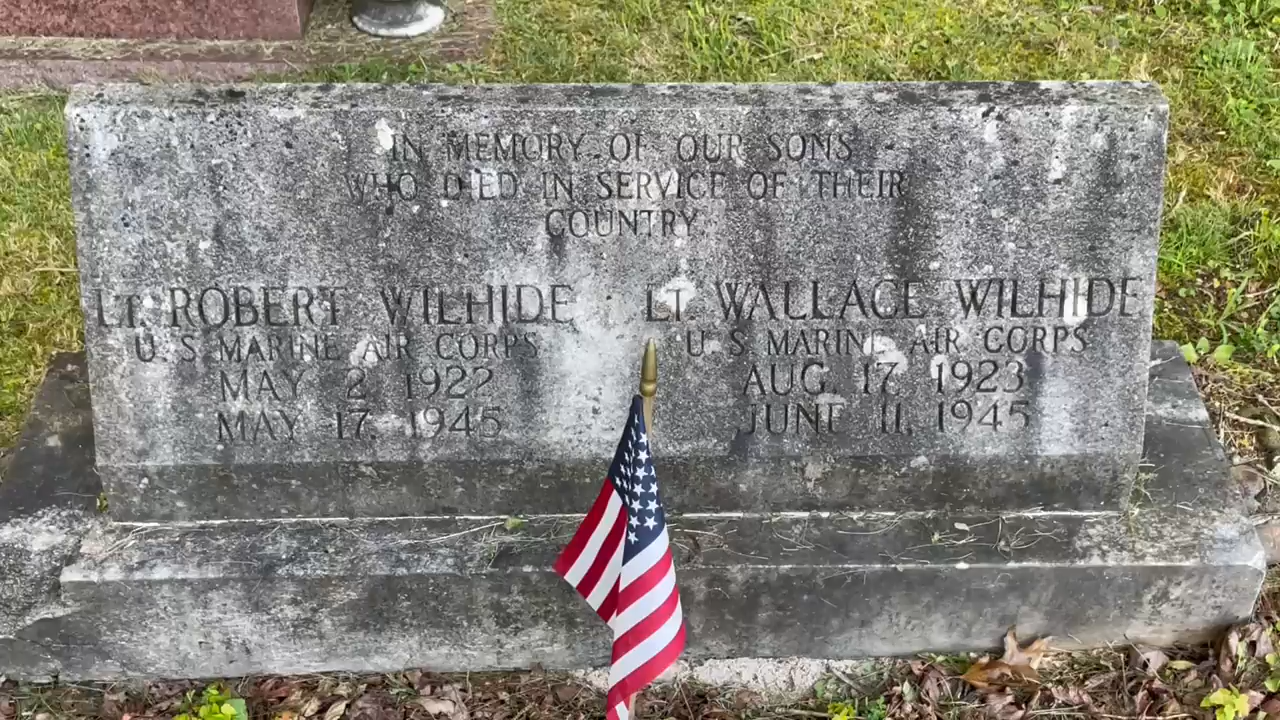 IN MEMORY OF OUR SONS
WHO DIED IN SERVICE OF THEIR
COUNTRY
LT. ROBERT WILHIDE
U S MARINE AIR CORPS
MAY 2 1922
MAY 17, 1945
LT WALLACE WILHIDE
U S MARINE AIR CORPS
AUG. 17, 1923
JUNE 11, 1945